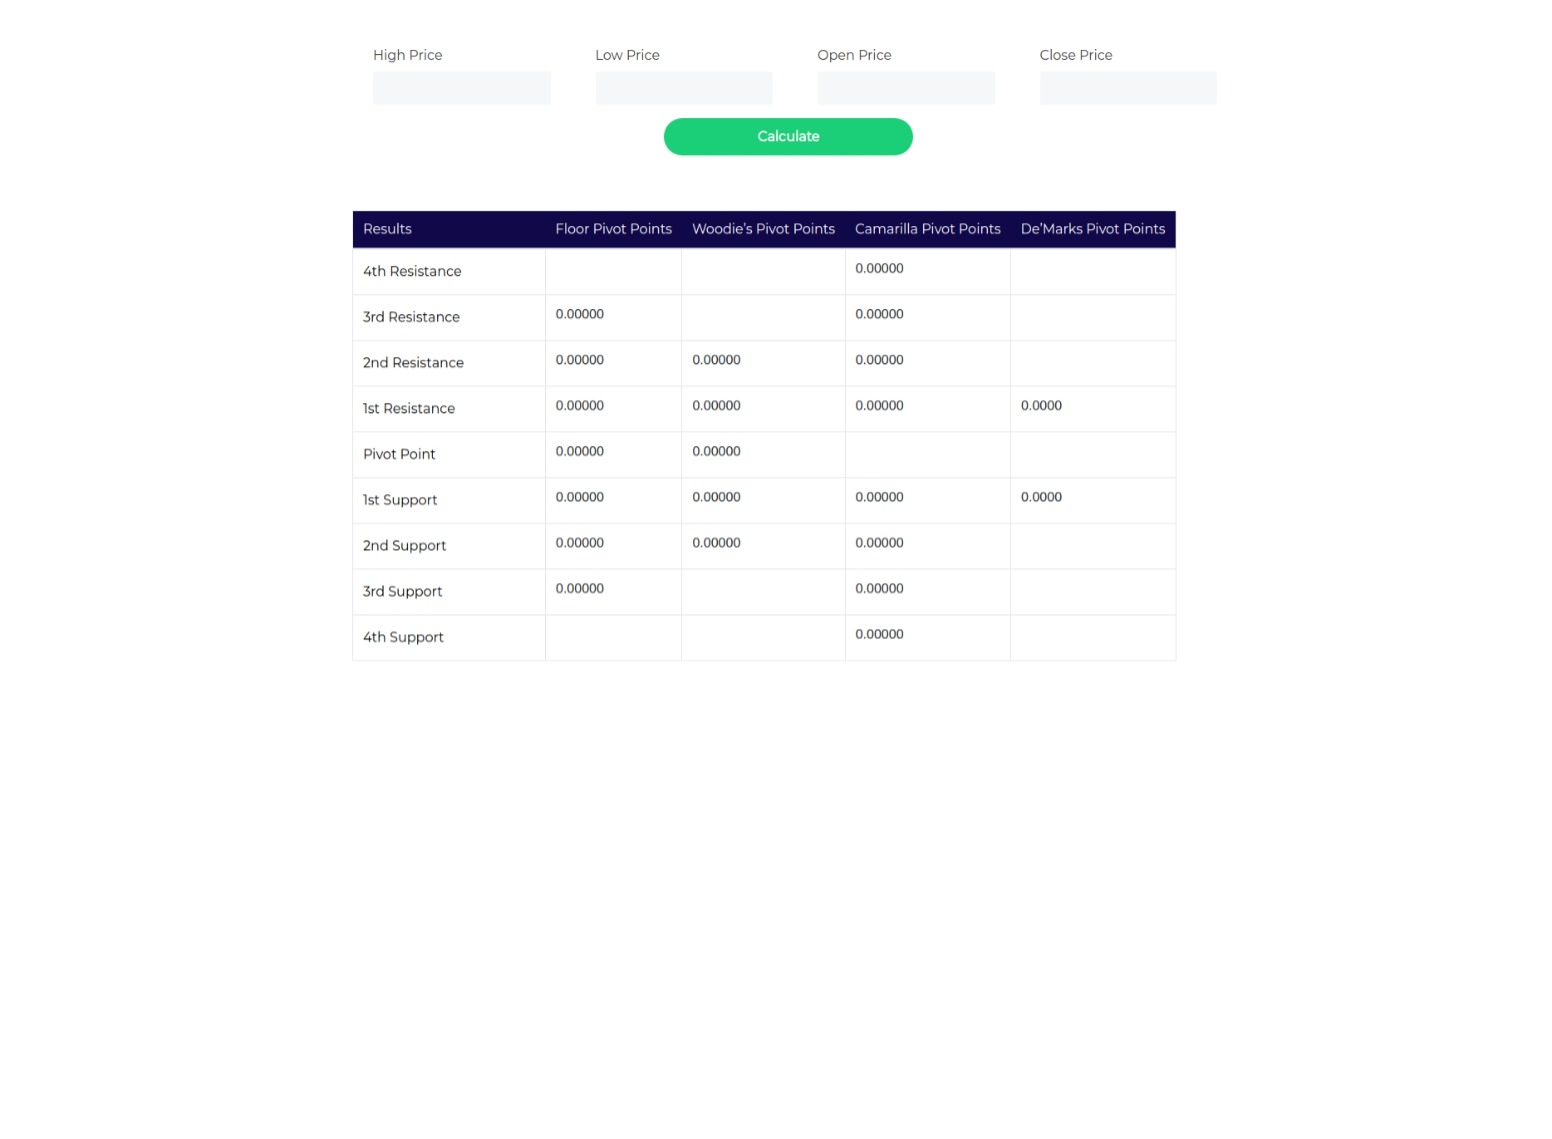 High Price Low Price Open Price Close Price
Calculate
Results Floor Pivot Points Woodie's Pivot Points Camarilla Pivot Points De'Marks Pivot Points
4th Resistance 0.00000
3rd Resistance 0.00000 0.00000
2nd Resistance 0.00000 0.00000 0.00000
1st Resistance 0.00000 0.00000 0.00000 0.0000
Pivot Point 0.00000 0.00000
1st Support 0.00000 0.00000 0.00000 0.0000
2nd Support 0.00000 0.00000 0.00000
3rd Support 0.00000 0.00000
4th Support 0.00000